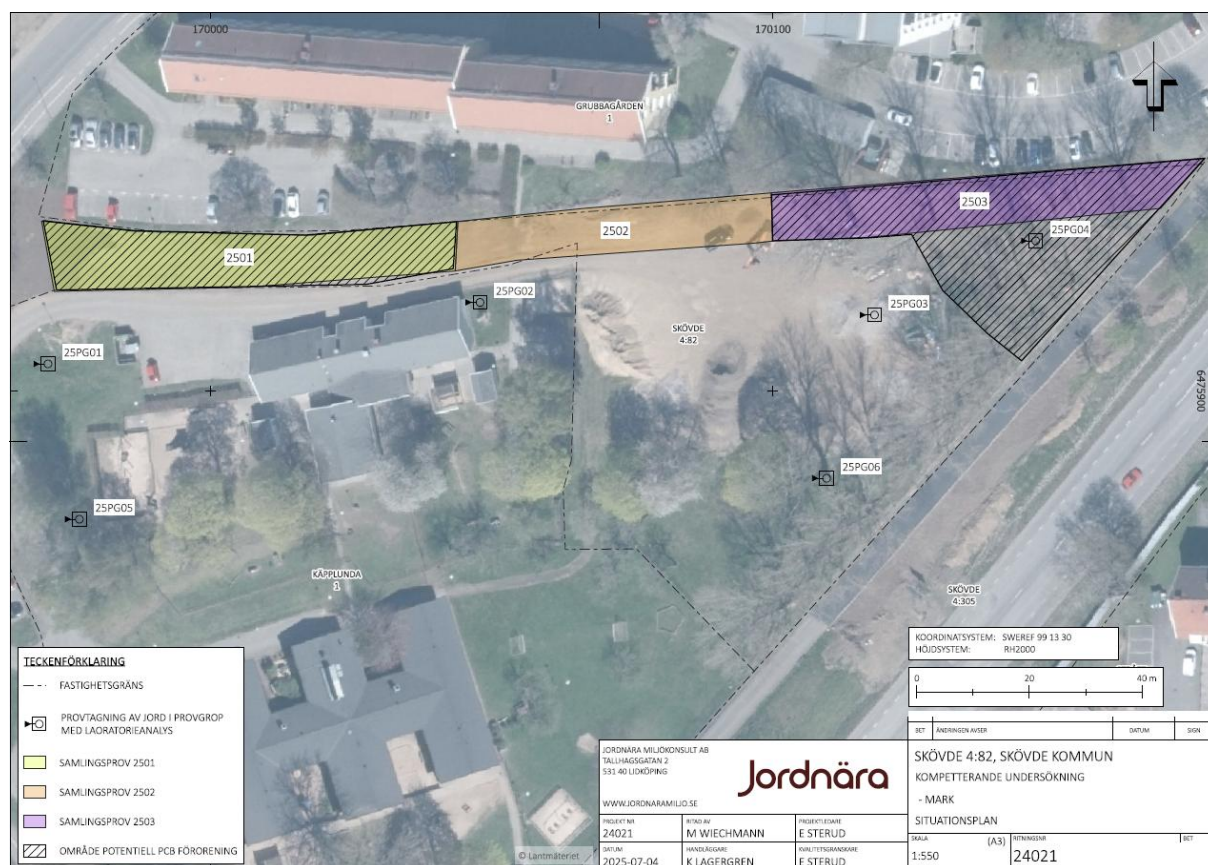 170000
170100
GRUBBAGÅRDEN
1
2503
2502
2501
25PG04
25PG02
25PG03
SKÖVDE
4:82
25PG01
6475900
25PG06
25PG05
KÄPPLUNDA
1
SKÖVDE
4:305
KOORDINATSYSTEM: SWEREF 99 13 30
HÖJDSYSTEM: RH2000
0 20 40 m
TECKENFÖRKLARING
FASTIGHETSGRÄNS
PROVTAGNING AV JORD I PROVGROP
MED LAORATORIEANALYS
SAMLINGSPROV 2501
SAMLINGSPROV 2502
SAMLINGSPROV 2503
OMRÅDE POTENTIELL PCB FÖRORENING
© Lantmäteriet
JORDNÄRA MILJÖKONSULT AB
TALLHAGSGATAN 2
531 40 LIDKÖPING
WWW.JORDNARAMILJO.SE
Jordnära
PROJEKT NR RITAD AV PROJEKTLEDARE
24021 M WIECHMANN E STERUD
DATUM HANDLÄGGARE KVALITETSGRANSKARE
2025-07-04 K LAGERGREN E STERUD
BET ÄNDRINGEN AVSER DATUM SIGN
SKÖVDE 4:82, SKÖVDE KOMMUN
KOMPETTERANDE UNDERSÖKNING
- MARK
SITUATIONSPLAN
SKALA (A3) RITNINGSNR BET
1:550 24021